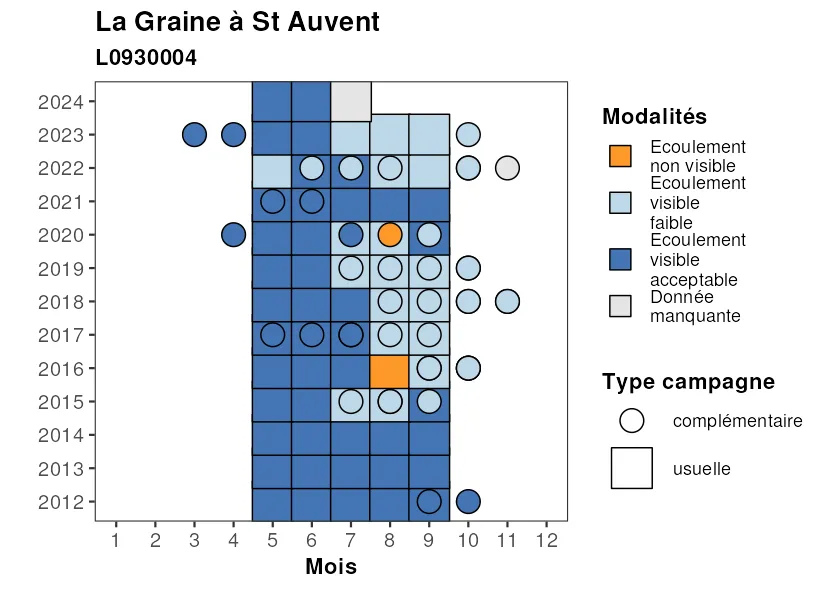 La Graine à St Auvent
L0930004
2024
2023
2022
2021
2020
2019
2018
2017
2016
2015
2014
2013
2012
1 2 3 4 5 6 7 8 9 10 11 12
Mois
Modalités
Ecoulement
non visible
Ecoulement
visible
faible
Ecoulement
visible
acceptable
Donnée
manquante
Type campagne
complémentaire
usuelle